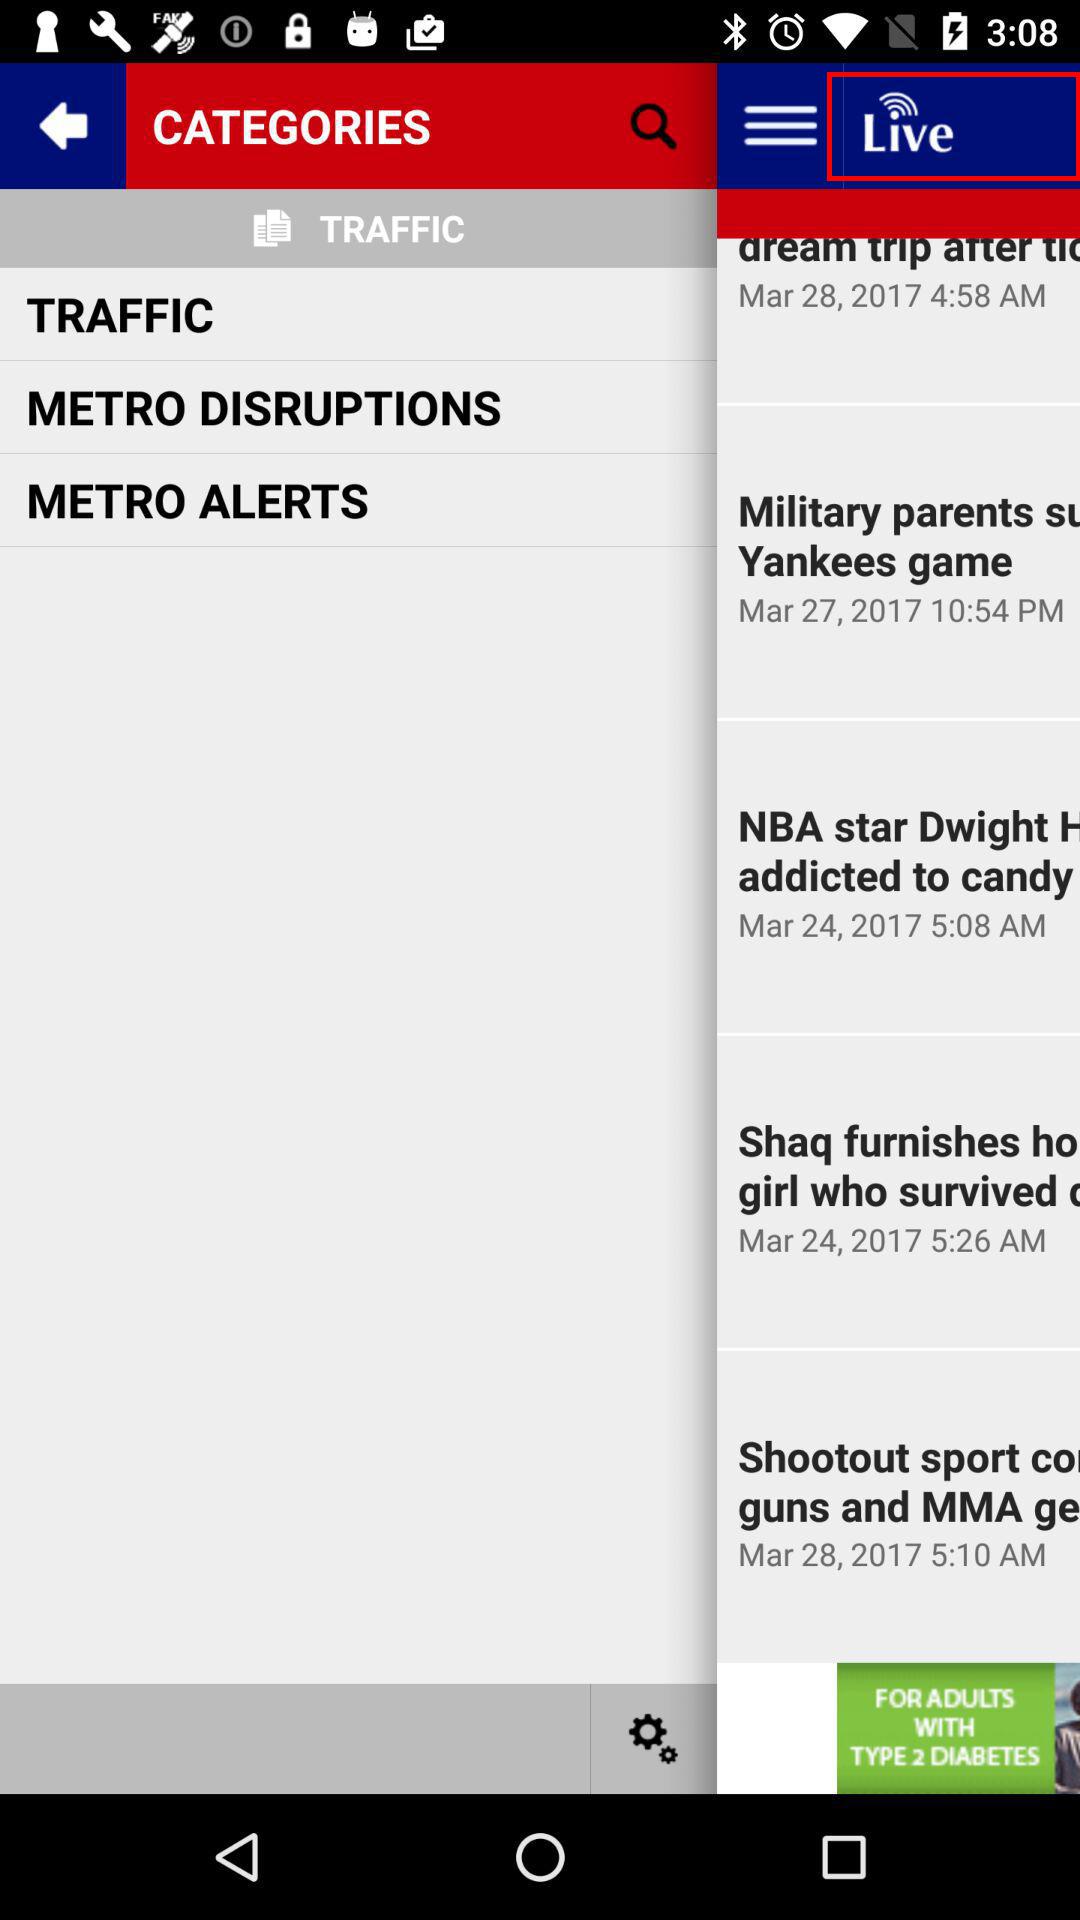 FAK
3:08
CATEGORIES
Live
TRAFFIC
TRAFFIC
METRO DISRUPTIONS
METRO ALERTS
dream trip after tic
Mar 28, 2017 4:58 AM
Military parents su
Yankees game
Mar 27, 2017 10:54 PM
NBA star Dwight H
addicted to candy
Mar 24, 2017 5:08 AM
Shaq furnishes ho
girl who survived
Mar 24, 2017 5:26 AM
Shootout sport co
guns and MMA ge
Mar 28, 2017 5:10 AM
FOR ADULTS
WITH
TYPE 2 DIABETES